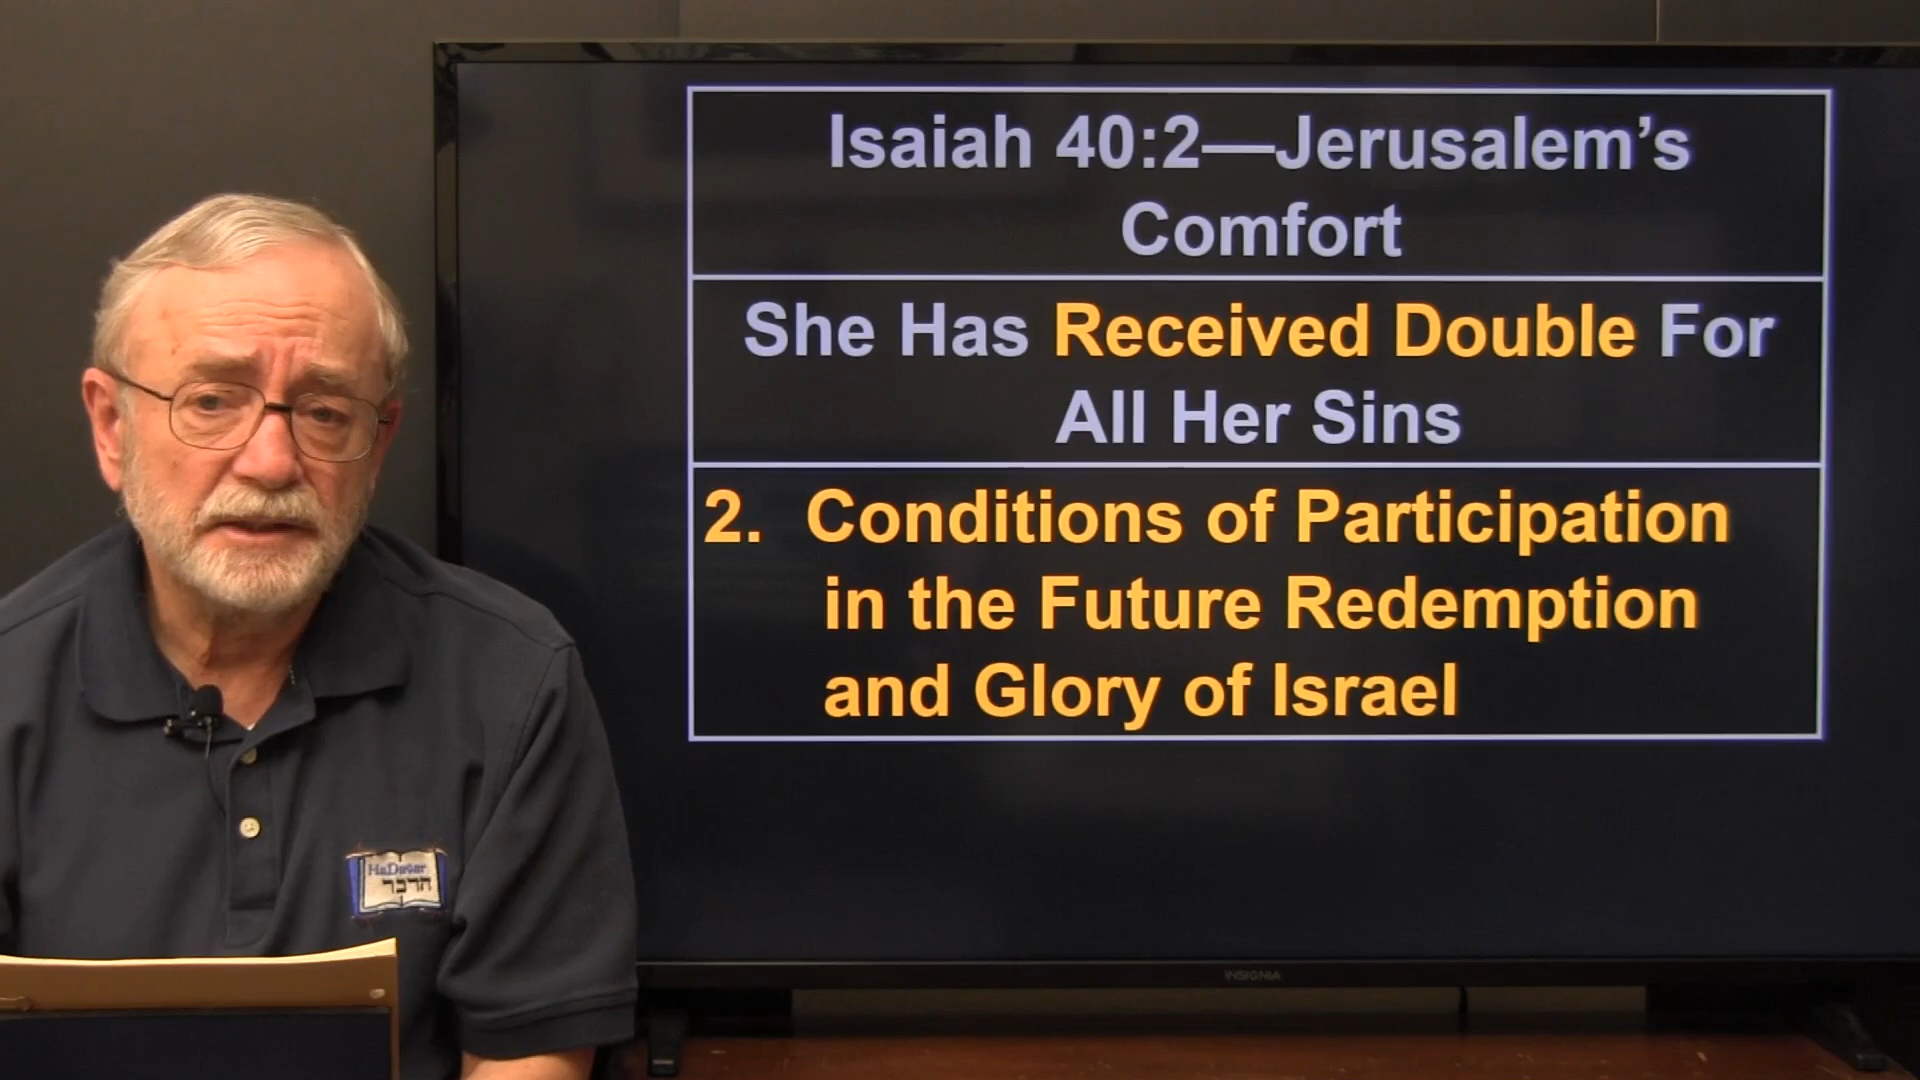 Isaiah 40:2—Jerusalem’s
Comfort
She Has Received Double For
All Her Sins
2. Conditions of Participation
in the Future Redemption
and Glory of Israel
HaDavar
הדבר
INSIGNIA